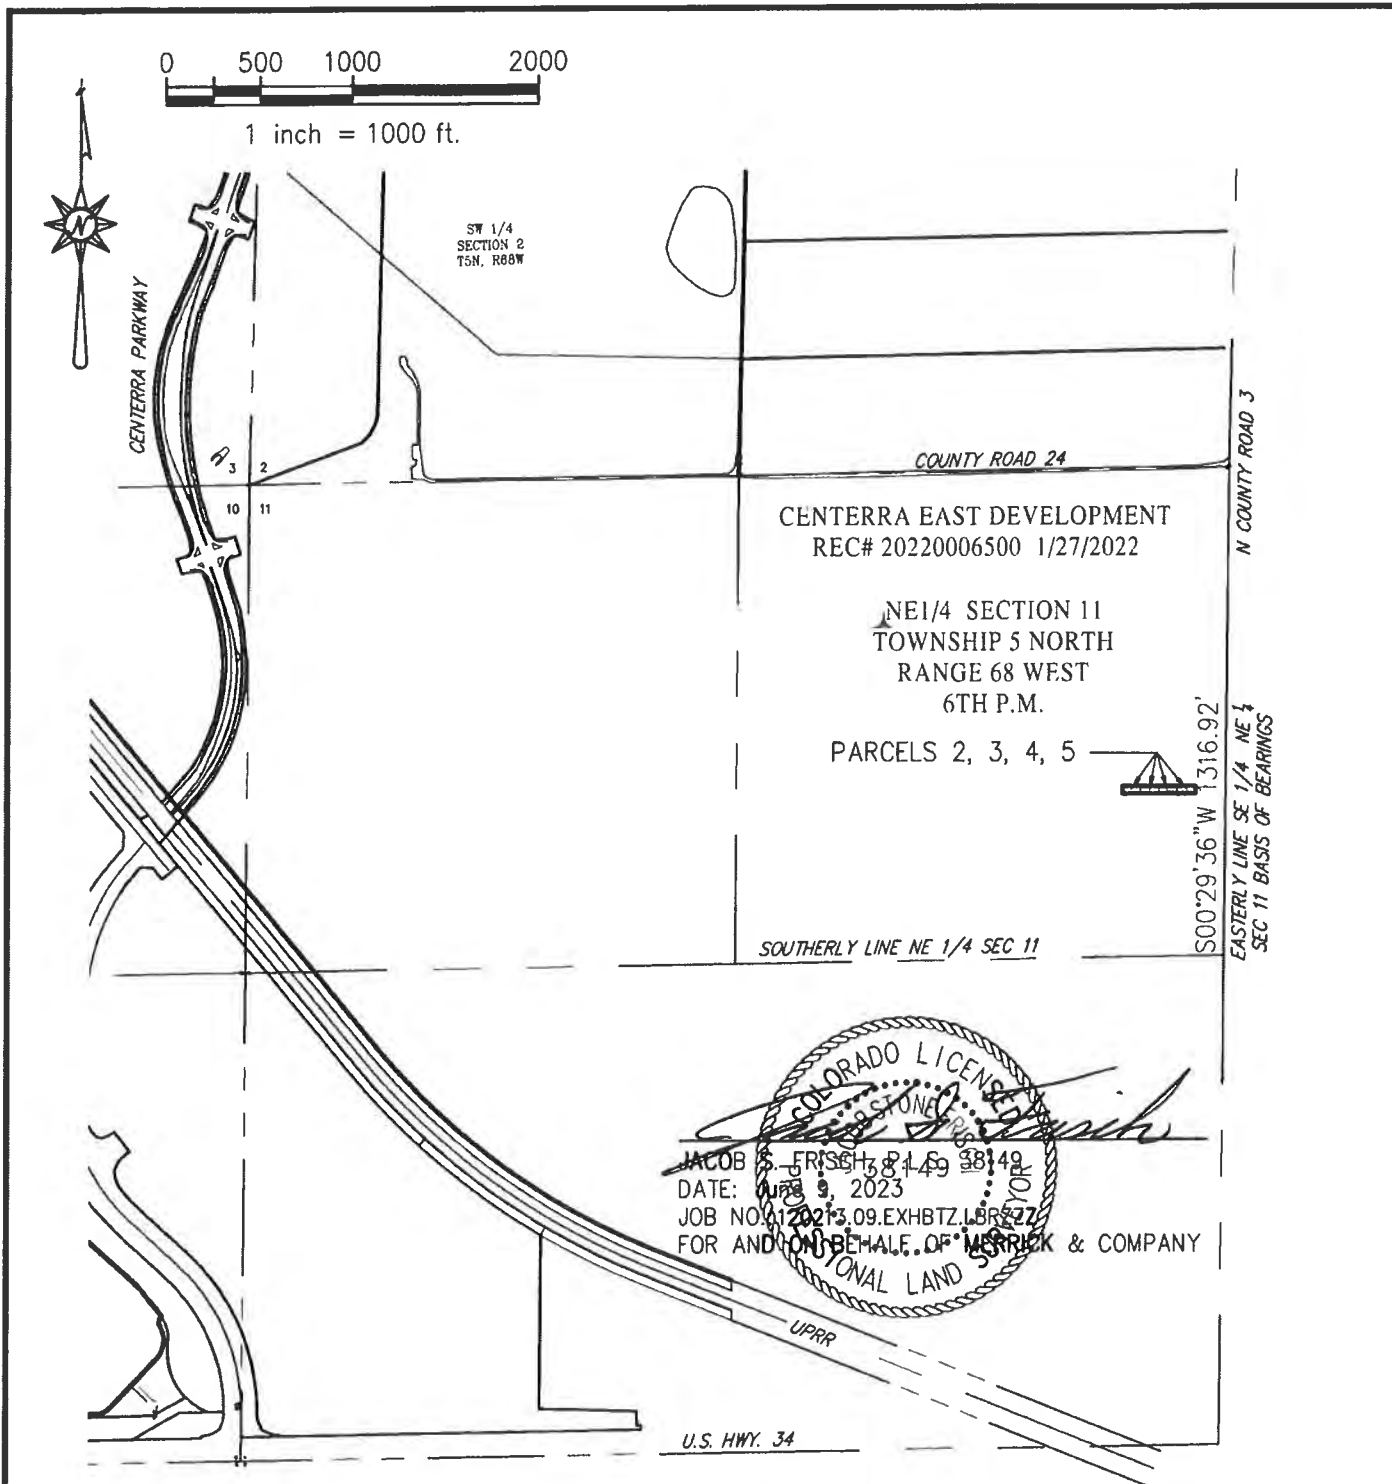 0 500 1000 2000
1 inch = 1000 ft.
N
SW 1/4
SECTION 2
T5N, R68W
CENTERRA PARKWAY
3 2
10 11
COUNTY ROAD 24
N COUNTY ROAD 3
CENTERRA EAST DEVELOPMENT
REC# 20220006500 1/27/2022
NE1/4 SECTION 11
TOWNSHIP 5 NORTH
RANGE 68 WEST
6TH P.M.
PARCELS 2, 3, 4, 5
S00°29'36"W 1316.92'
EASTERLY LINE SE 1/4 NE 1/4
SEC 11 BASIS OF BEARINGS
SOUTHERLY LINE NE 1/4 SEC 11
COLORADO LICENSED
38149
PROFESSIONAL LAND SURVEYOR
JACOB S. FRISCH, P.L.S. 38149
DATE: June 9, 2023
JOB NO.
FOR AND ON BEHALF OF MERRICK & COMPANY
UPRR
U.S. HWY. 34